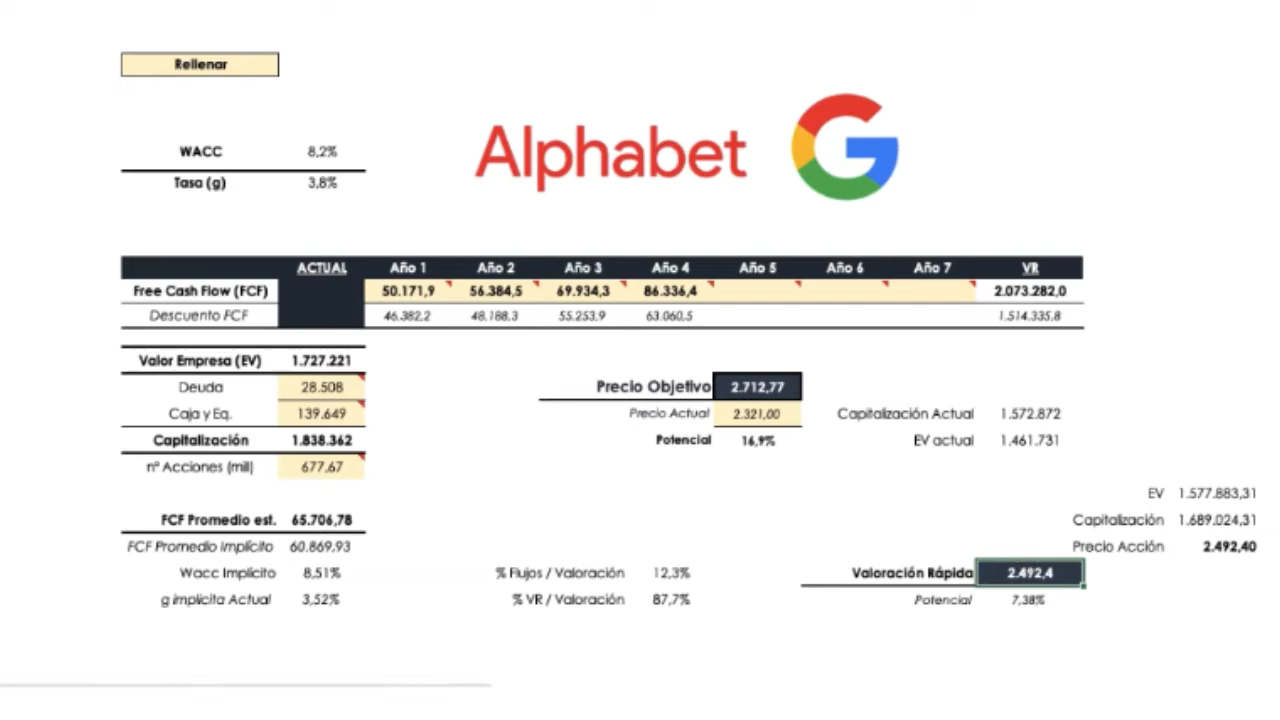 Rellenar
WACC 8,2%
Tasa (g) 3,8%
Alphabet G
ACTUAL Año 1 Año 2 Año 3 Año 4 Año 5 Año 6 Año 7 VR
Free Cash Flow (FCF) 50.171,9 56.384,5 69.934,3 86.336,4 2.073.282,0
Descuento FCF 46.382,2 48.188,3 55.253,9 63.060,5 1.514.335,8
Valor Empresa (EV) 1.727.221
Deuda 28.508 Precio Objetivo 2.712,77
Caja y Eq. 139.649 Precio Actual 2.321,00 Capitalización Actual 1.572.872
Capitalización 1.838.362 Potencial 16,9% EV actual 1.461.731
nº Acciones (mill) 677,67
EV 1.577.883,31
FCF Promedio est. 65.706,78 Capitalización 1.689.024,31
FCF Promedio Implícito 60.869,93 Precio Acción 2.492,40
Wacc Implícito 8,51% % Flujos / Valoración 12,3% Valoración Rápida 2.492,4
g implícita Actual 3,52% % VR / Valoración 87,7% Potencial 7,38%